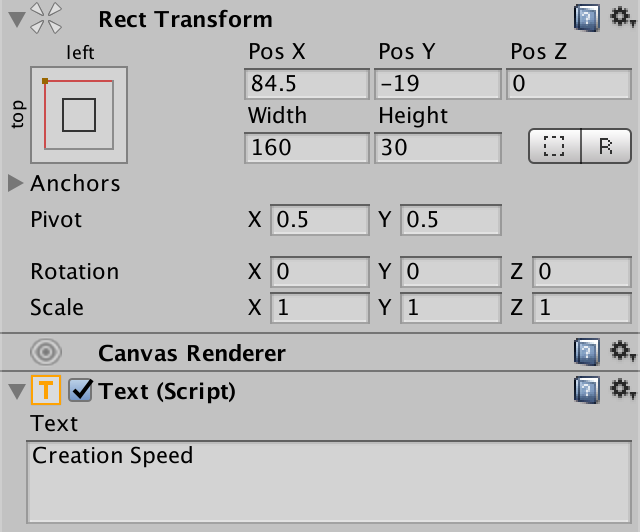 Rect Transform
left
top
Pos X Pos Y Pos Z
84.5 -19 0
Width Height
160 30
R
Anchors
Pivot X 0.5 Y 0.5
Rotation X 0 Y 0 Z 0
Scale X 1 Y 1 Z 1
Canvas Renderer
T Text (Script)
Text
Creation Speed